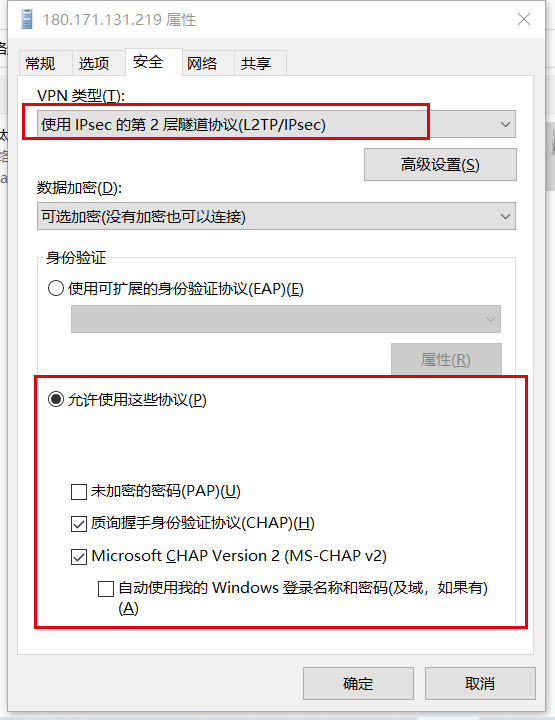 180.171.131.219 属性
常规 选项 安全 网络 共享
VPN 类型(T):
使用 IPsec 的第 2 层隧道协议(L2TP/IPsec)
高级设置(S)
数据加密(D):
可选加密(没有加密也可以连接)
身份验证
使用可扩展的身份验证协议(EAP)(E)
属性(R)
允许使用这些协议(P)
未加密的密码(PAP)(U)
质询握手身份验证协议(CHAP)(H)
Microsoft CHAP Version 2 (MS-CHAP v2)
自动使用我的 Windows 登录名称和密码(及域，如果有)
(A)
确定 取消